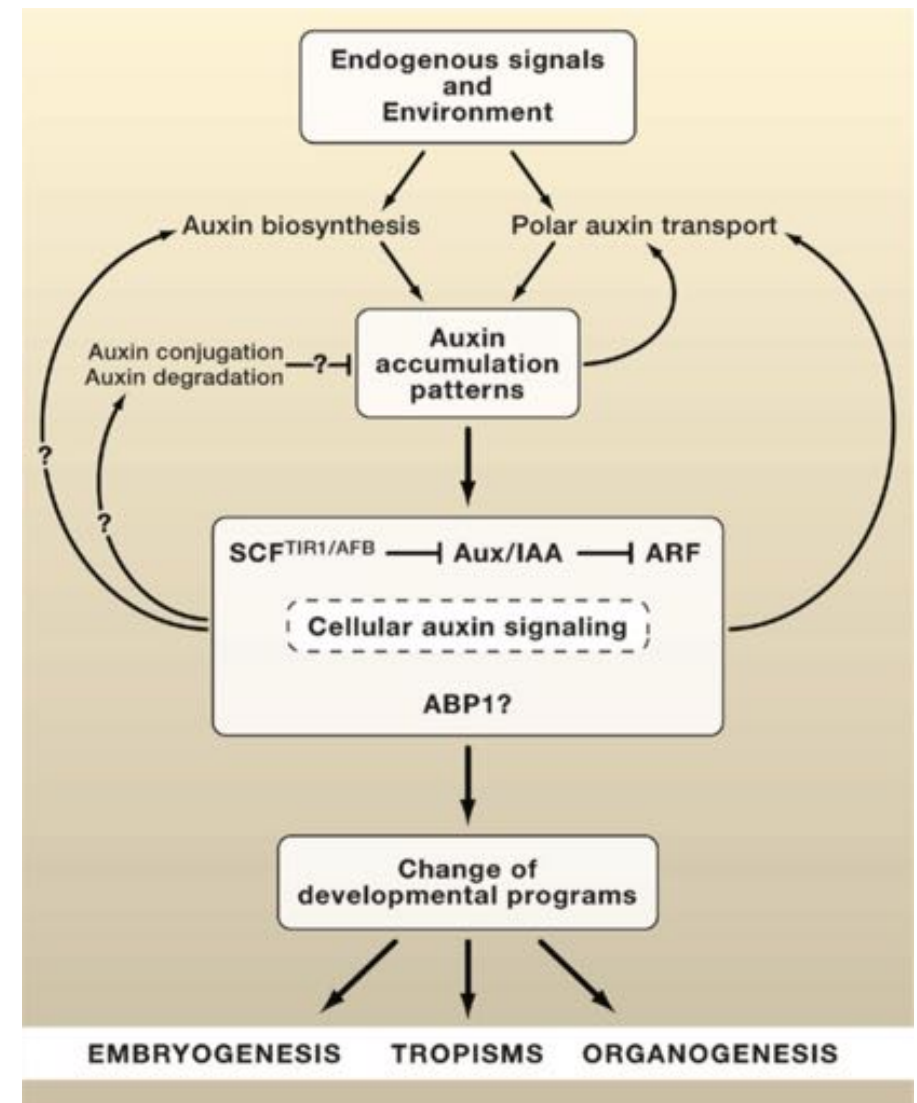 Endogenous signals
and
Environment
Auxin biosynthesis
Polar auxin transport
Auxin conjugation
Auxin degradation
?
Auxin
accumulation
patterns
?
?
SCFTIR1/AFB
Aux/IAA
ARF
Cellular auxin signaling
ABP1?
Change of
developmental programs
EMBRYOGENESIS
TROPISMS
ORGANOGENESIS